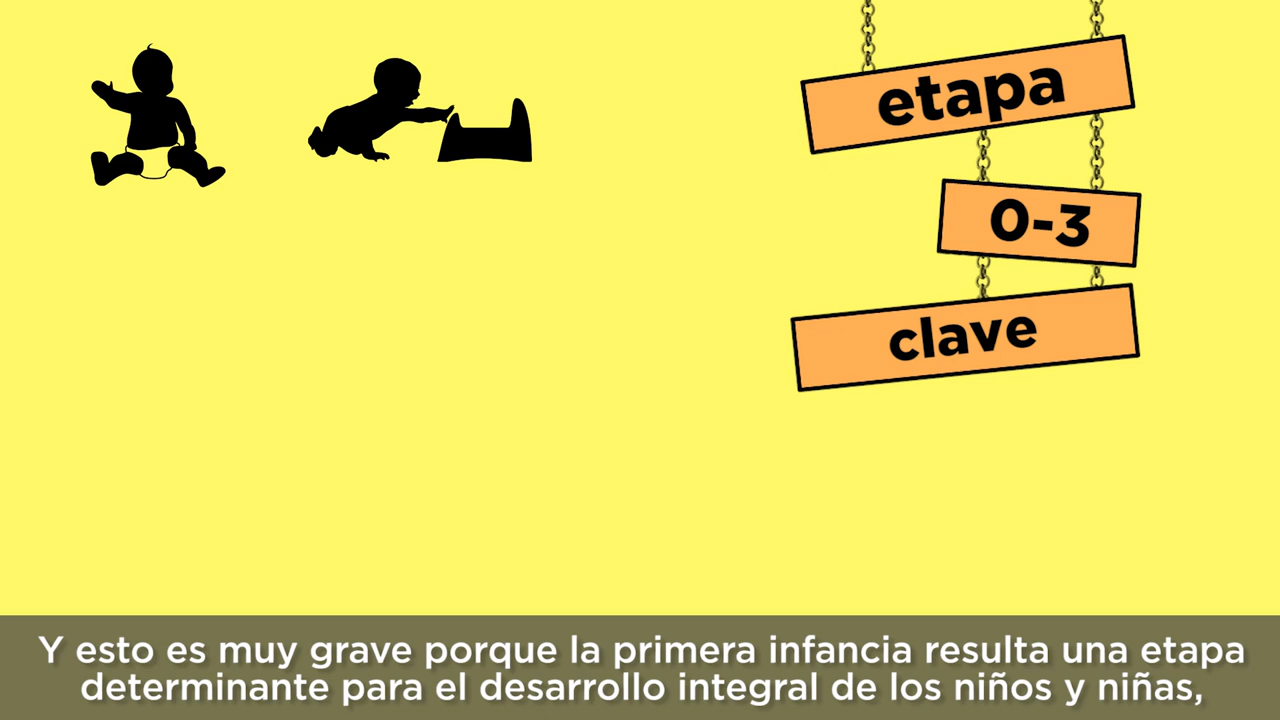 etapa
0-3
clave
Y esto es muy grave porque la primera infancia resulta una etapa
determinante para el desarrollo integral de los niños y niñas,